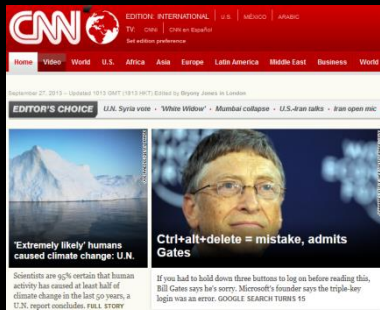 CNN
EDITION: INTERNATIONAL U.S. MÉXICO ARABIC
TV: CNNi CNN en Español
Set edition preference
Home Video World U.S. Africa Asia Europe Latin America Middle East Business World
September 27, 2013 -- Updated 1013 GMT (1813 HKT) Edited by Bryony Jones in London
EDITOR'S CHOICE U.N. Syria vote • 'White Widow' • Mumbai collapse • U.S.-Iran talks • Iran open mic
'Extremely likely' humans
caused climate change: U.N.
Scientists are 95% certain that human
activity has caused at least half of
climate change in the last 50 years, a
U.N. report concludes. FULL STORY
Ctrl+alt+delete = mistake, admits
Gates
If you had to hold down three buttons to log on before reading this,
Bill Gates says he's sorry. Microsoft's founder says the triple-key
login was an error. GOOGLE SEARCH TURNS 15